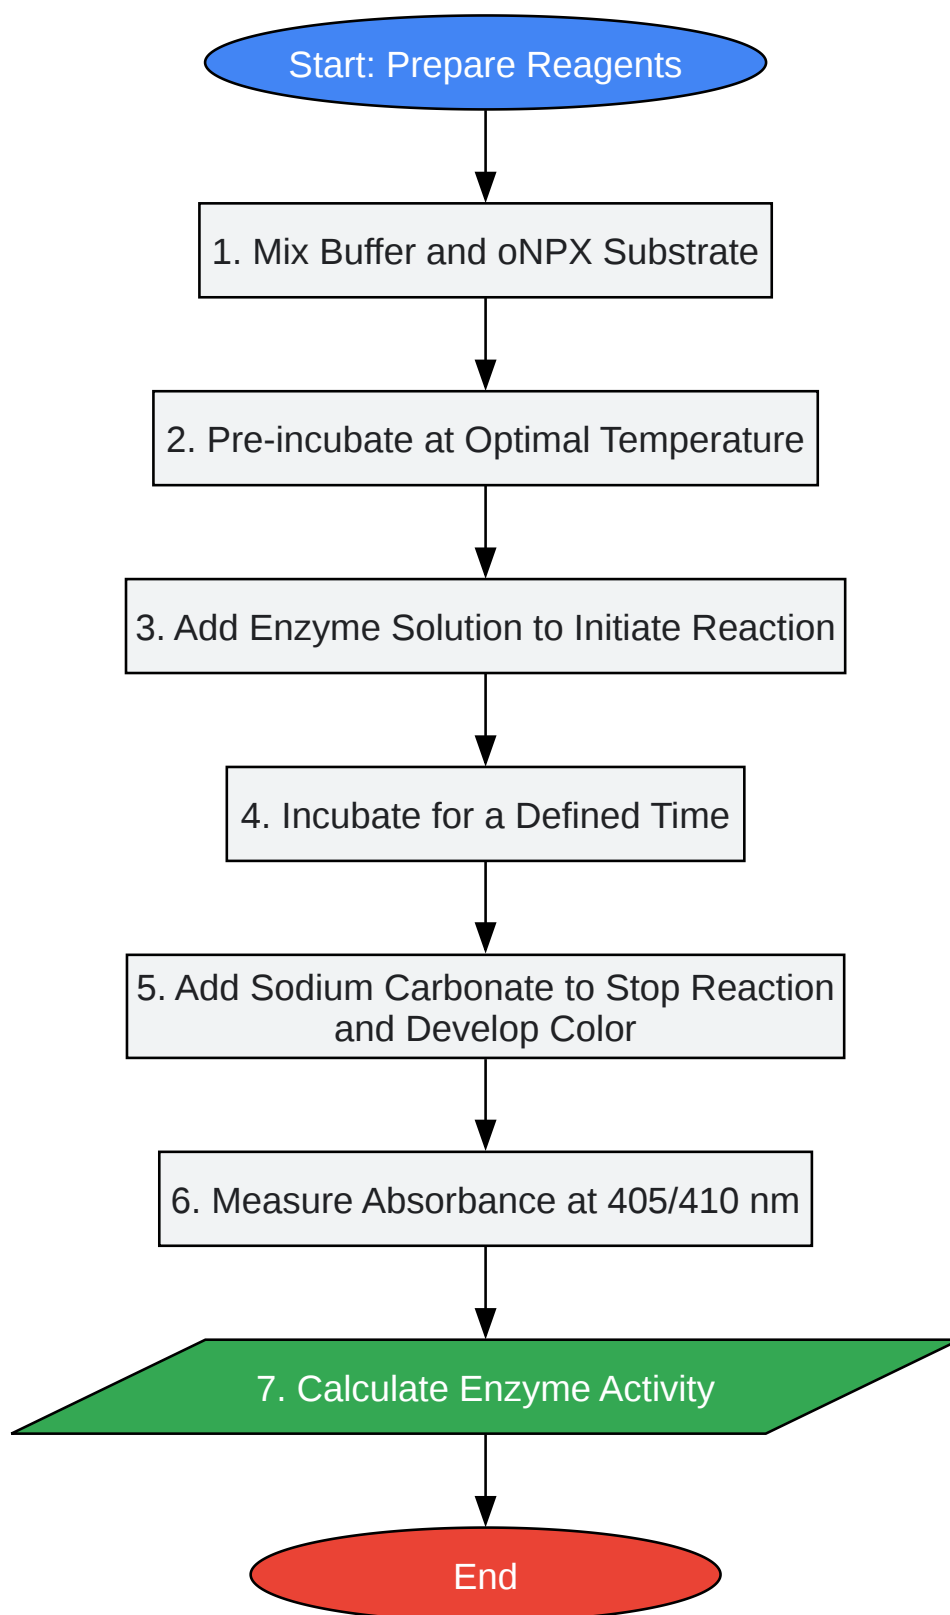 Start: Prepare Reagents
1. Mix Buffer and oNPX Substrate
2. Pre-incubate at Optimal Temperature
3. Add Enzyme Solution to Initiate Reaction
4. Incubate for a Defined Time
5. Add Sodium Carbonate to Stop Reaction
and Develop Color
6. Measure Absorbance at 405/410 nm
7. Calculate Enzyme Activity
End